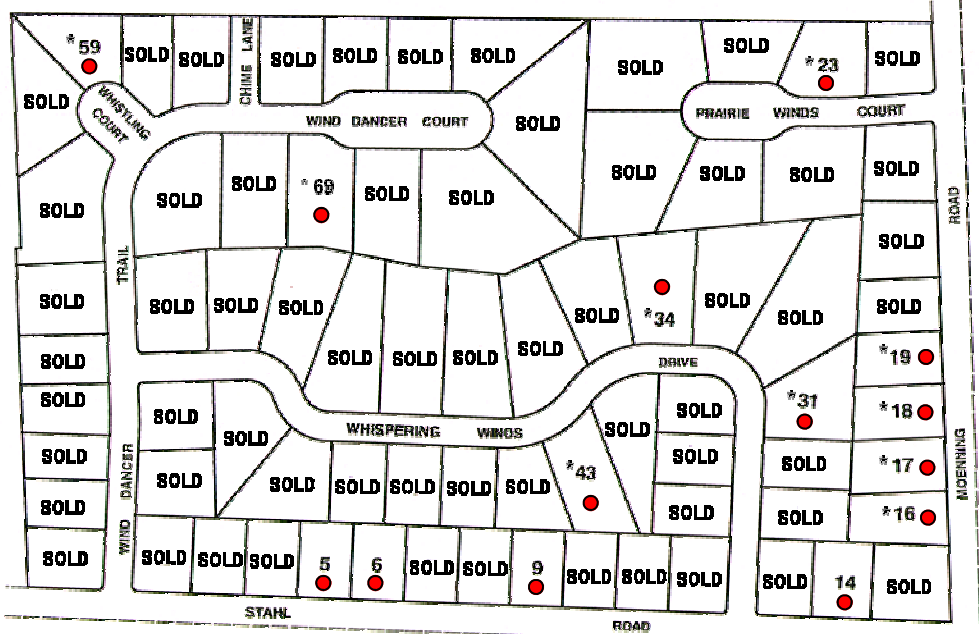 *59 SOLD SOLD CHIME LANE SOLD SOLD SOLD SOLD SOLD SOLD *23 SOLD
SOLD
WHISTLING
COURT
WIND DANCER COURT
SOLD
PRAIRIE WINDS COURT
SOLD SOLD SOLD *69 SOLD SOLD SOLD SOLD SOLD SOLD
ROAD
SOLD
TRAIL
SOLD SOLD SOLD SOLD SOLD *34 SOLD SOLD SOLD
SOLD SOLD SOLD SOLD SOLD DRIVE *19
SOLD SOLD SOLD WHISPERING WINDS SOLD SOLD *31 *18
SOLD SOLD SOLD SOLD SOLD SOLD SOLD *43 SOLD SOLD *17
MOENNING
WIND DANCER
SOLD SOLD SOLD *16
SOLD SOLD SOLD SOLD 5 6 SOLD SOLD 9 SOLD SOLD SOLD SOLD 14 SOLD
STAHL ROAD